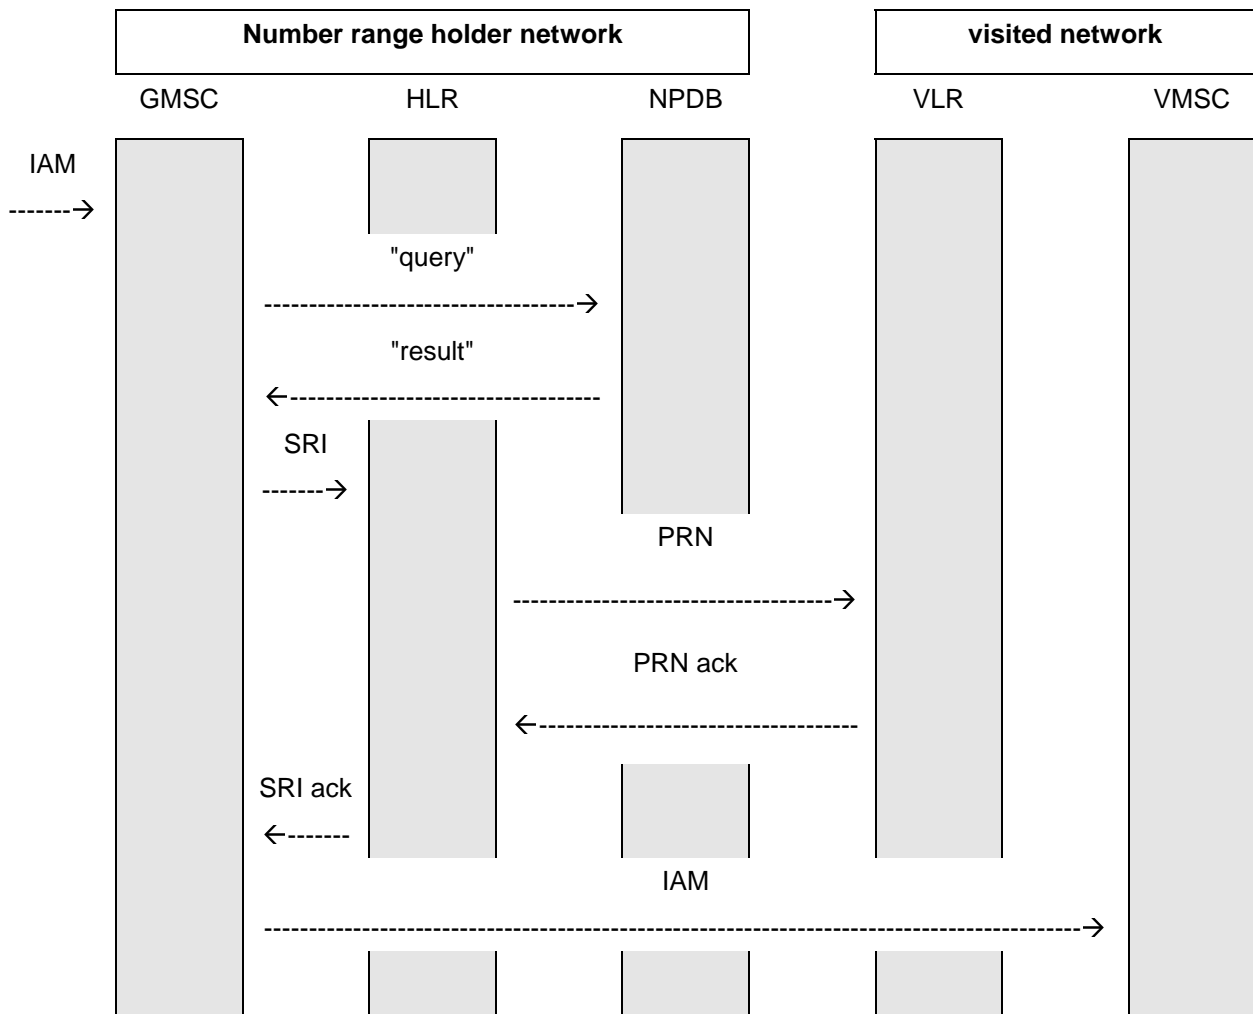 Number range holder network
visited network
GMSC HLR NPDB VLR VMSC
IAM
"query"
"result"
SRI
PRN
PRN ack
SRI ack
IAM